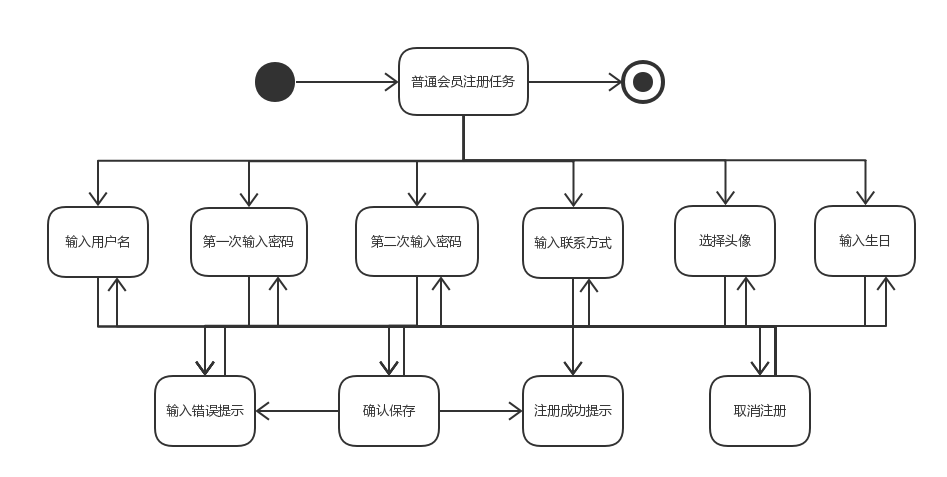 普通会员注册任务
输入用户名
第一次输入密码
第二次输入密码
输入联系方式
选择头像
输入生日
输入错误提示
确认保存
注册成功提示
取消注册